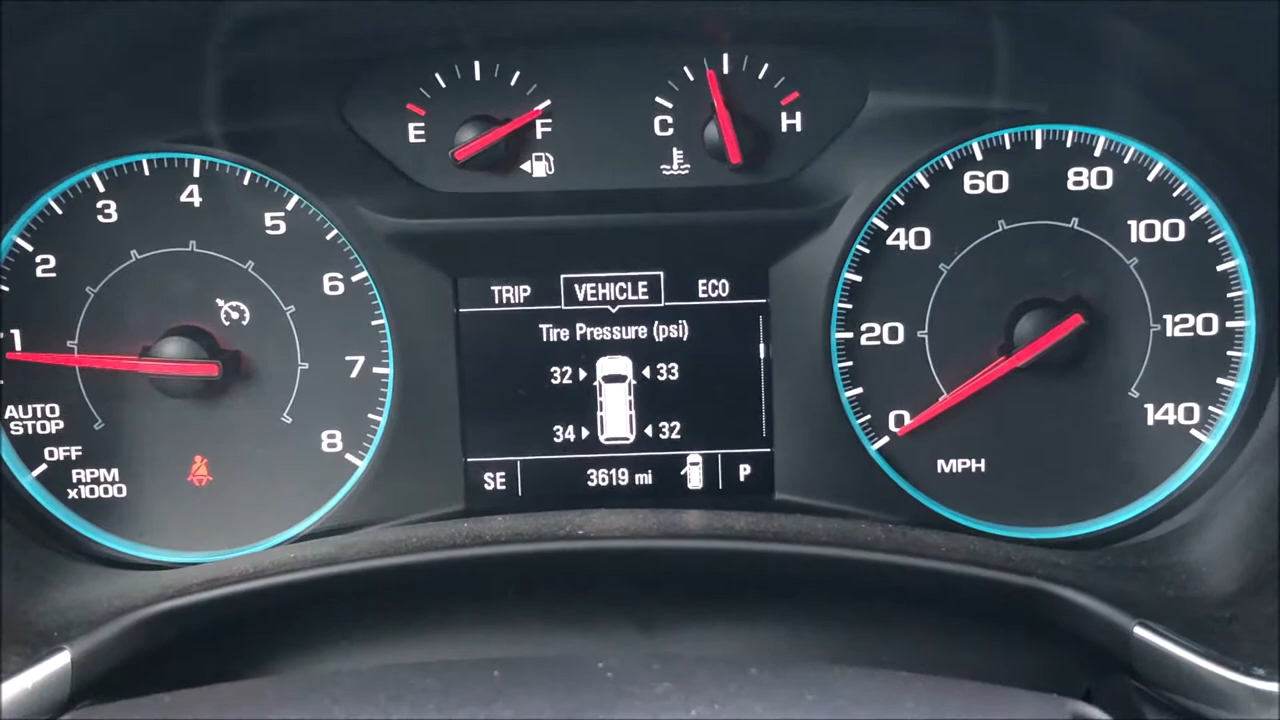 E
F
C
H
1
2
3
4
5
6
7
8
AUTO
STOP
OFF
RPM
x1000
TRIP
VEHICLE
ECO
Tire Pressure (psi)
32
33
34
32
SE
3619 mi
P
0
20
40
60
80
100
120
140
MPH